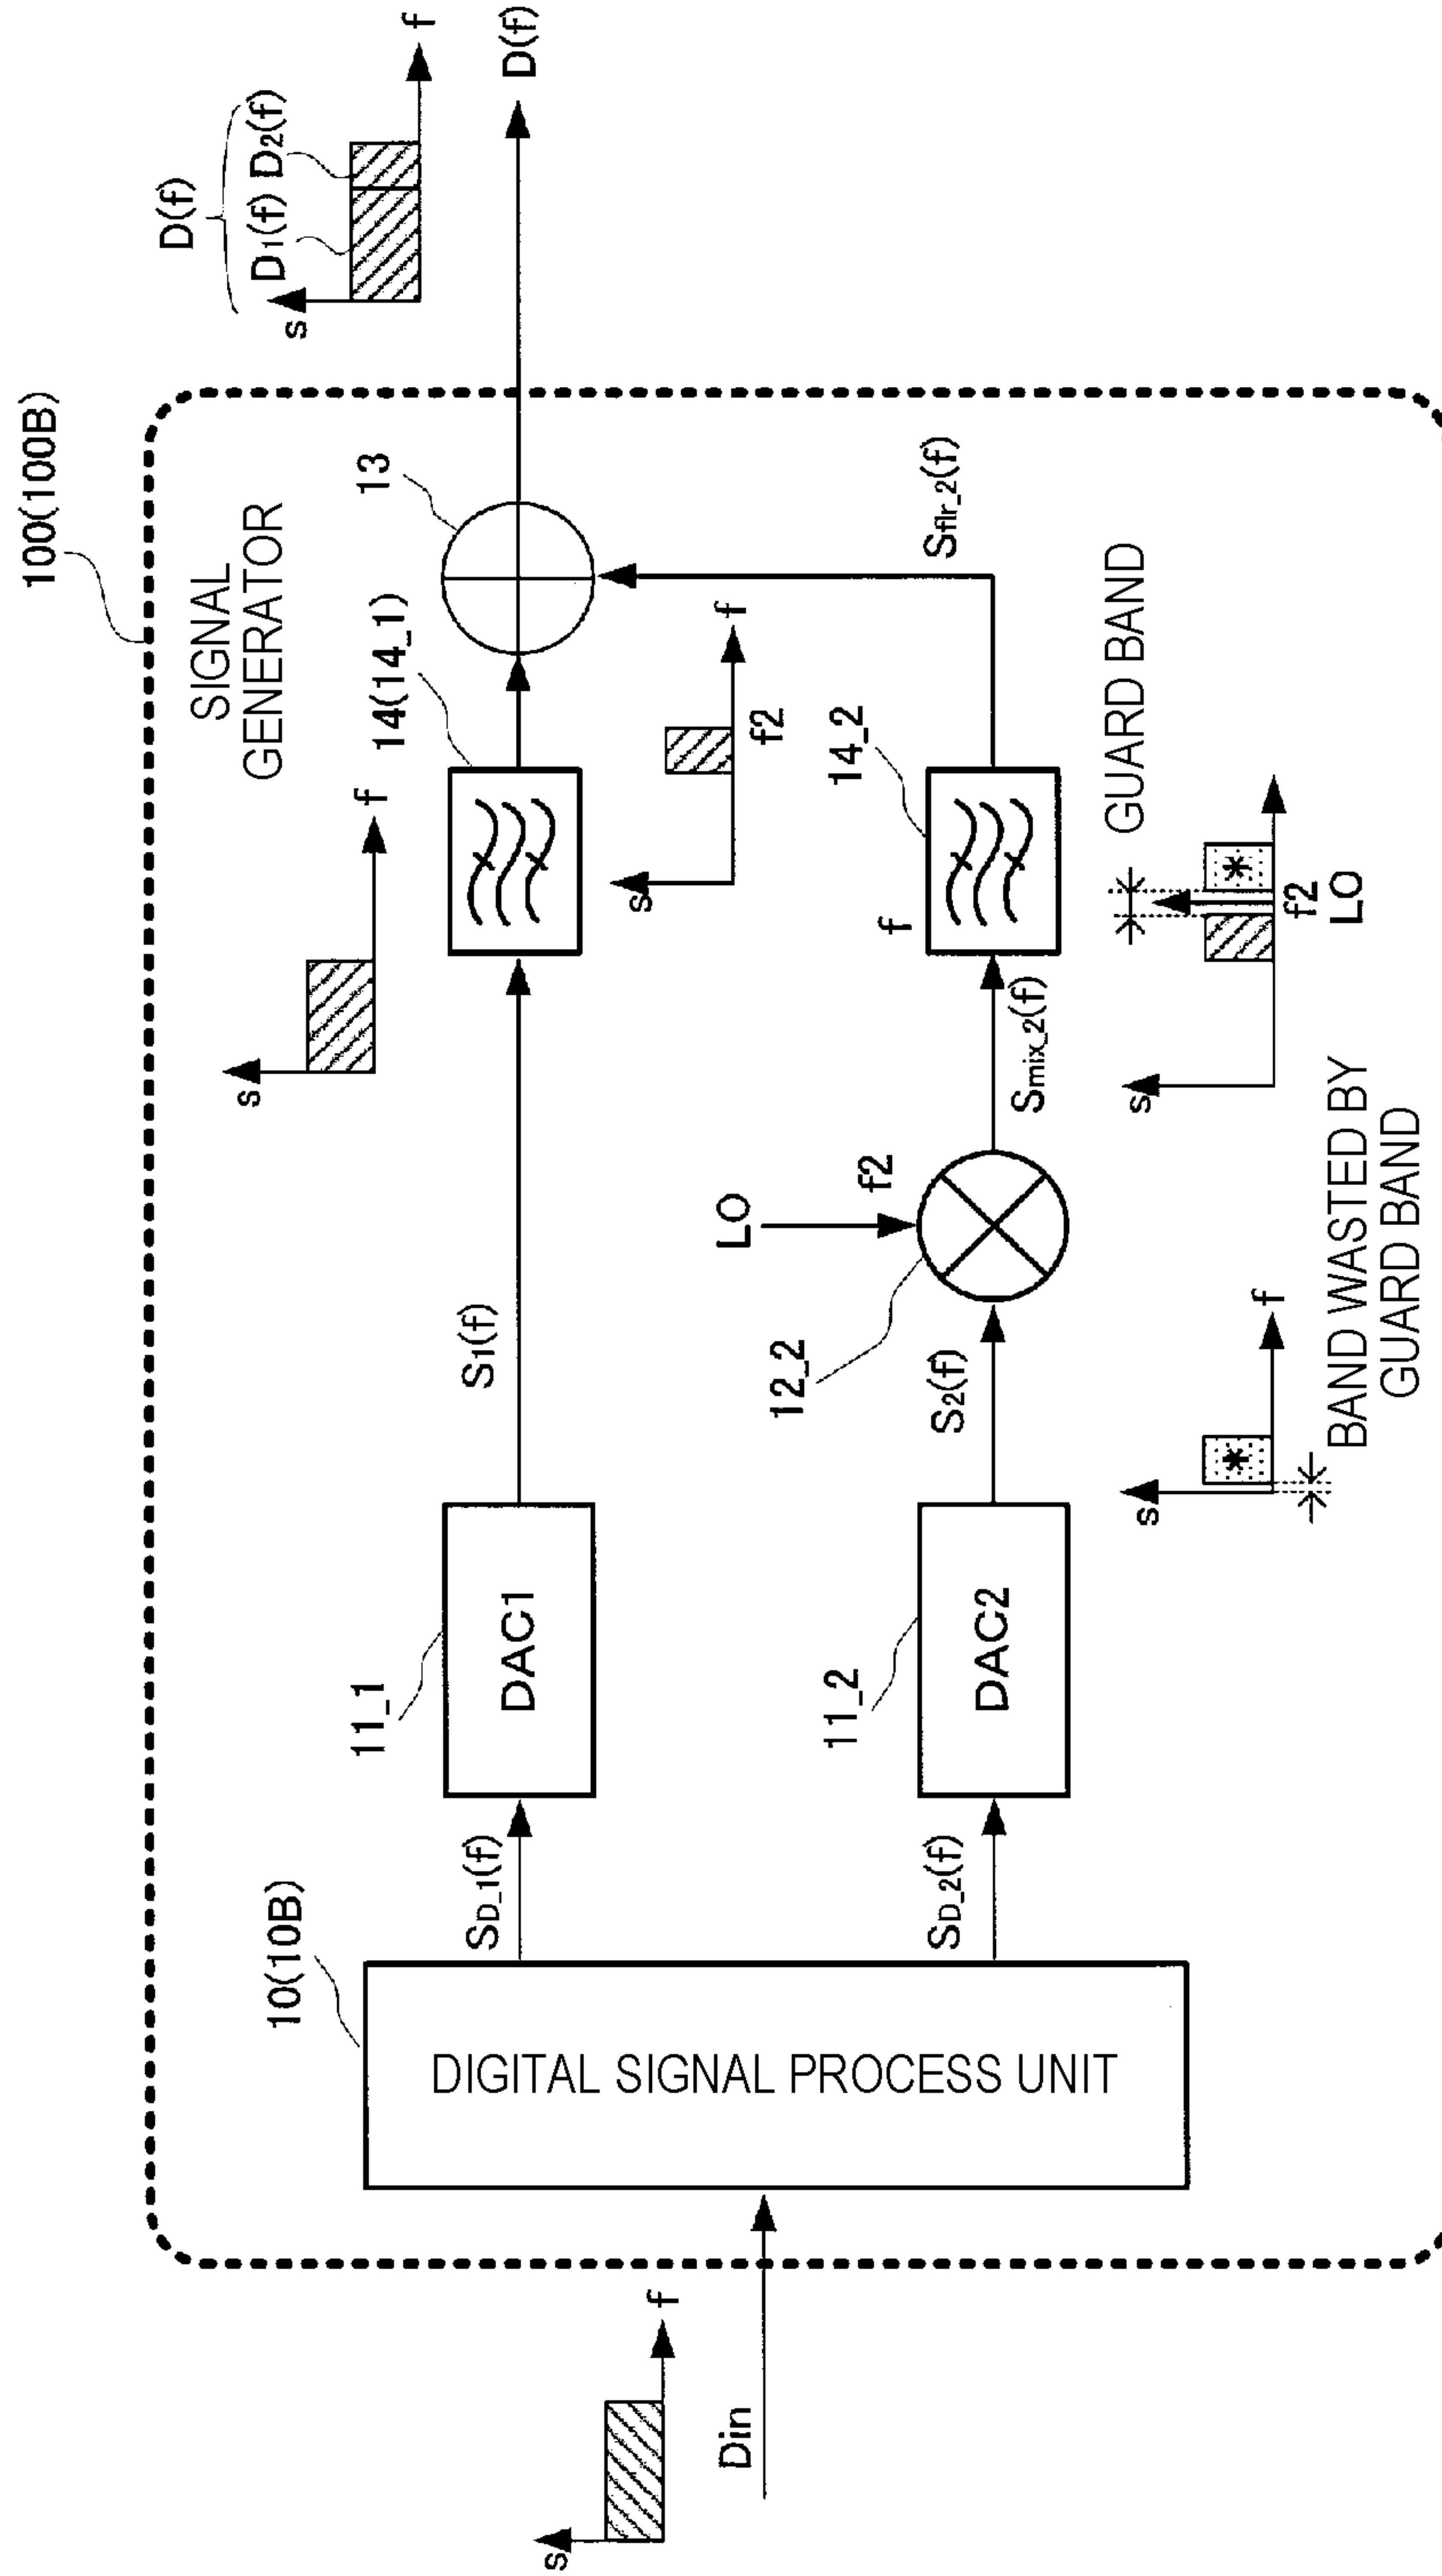 100(100B)
SIGNAL
GENERATOR
s
f
Din
10(10B)
DIGITAL SIGNAL PROCESS UNIT
SD_1(f)
SD_2(f)
11_1
DAC1
11_2
DAC2
S1(f)
S2(f)
s
f
*
BAND WASTED BY
GUARD BAND
LO
f2
12_2
Smix_2(f)
s
f
14(14_1)
s
f
f2
14_2
f
s
*
f2
LO
GUARD BAND
Sflr_2(f)
13
D(f)
D1(f)
D2(f)
s
f
D(f)